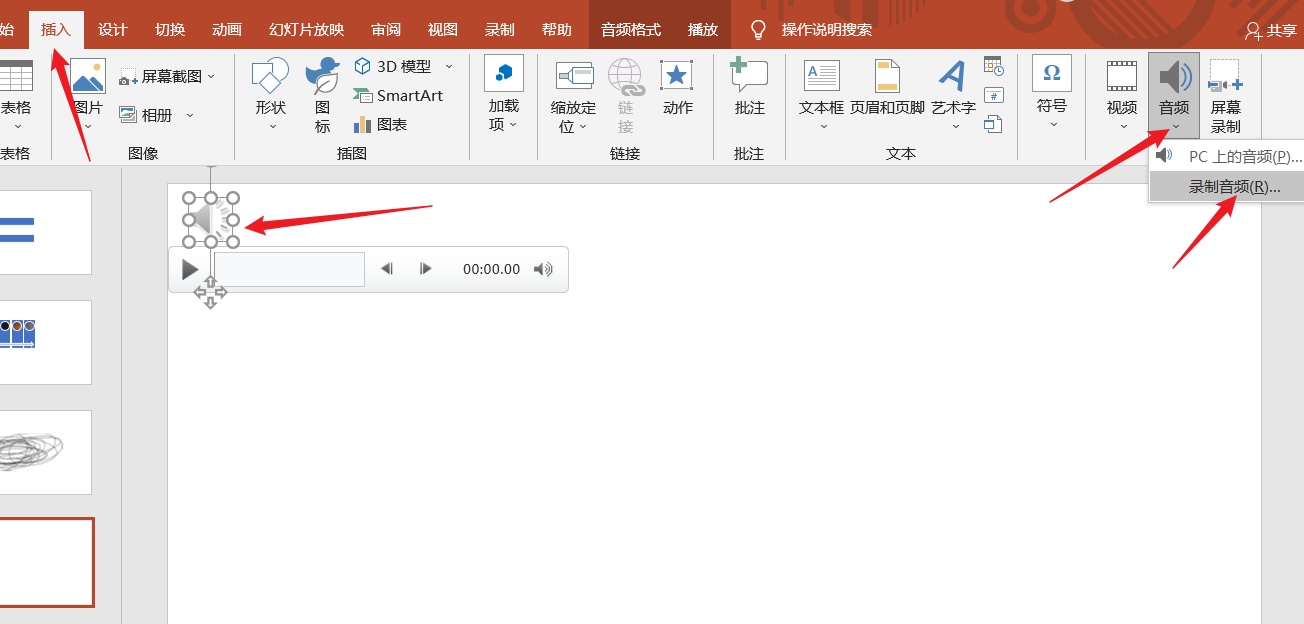 始 插入 设计 切换 动画 幻灯片放映 审阅 视图 录制 帮助 音频格式 播放 操作说明搜索 共享
表格
图片
屏幕截图
相册
形状
图标
3D 模型
SmartArt
图表
加载项
缩放定位
链接
动作
批注
文本框
页眉和页脚
艺术字
#
Ω
符号
视频
音频
屏幕录制
表格 图像 插图 链接 批注 文本
PC 上的音频(P)...
录制音频(R)...
00:00.00